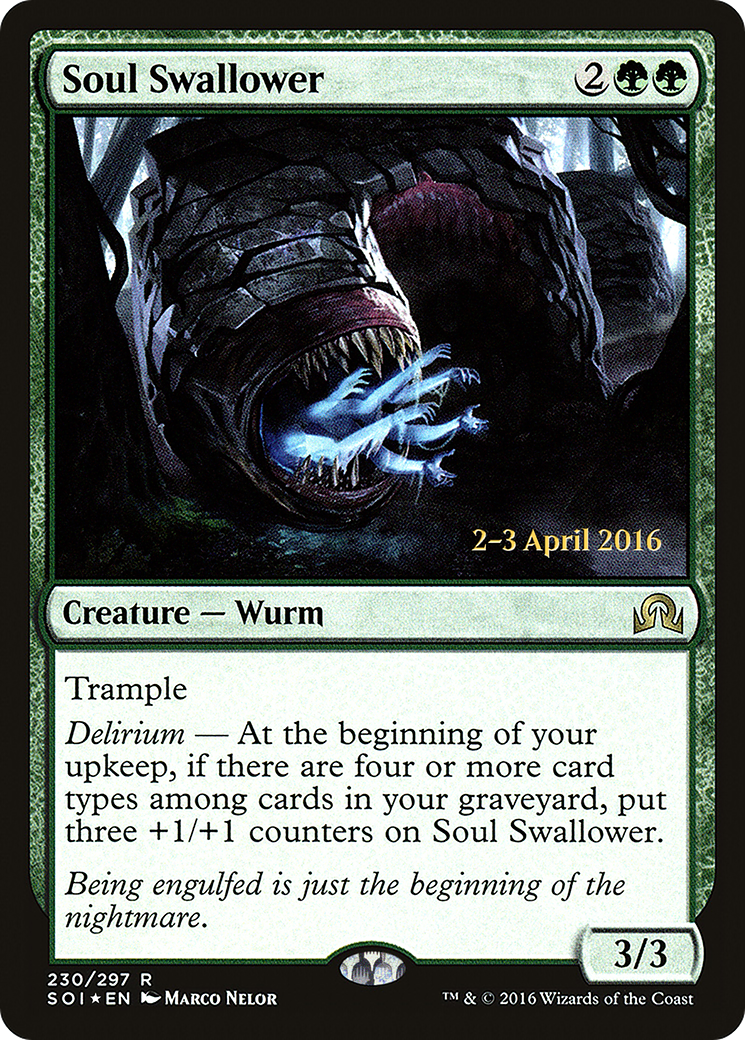 Soul Swallower 2
2–3 April 2016
Creature — Wurm
Trample
Delirium — At the beginning of your
upkeep, if there are four or more card
types among cards in your graveyard, put
three +1/+1 counters on Soul Swallower.
Being engulfed is just the beginning of the
nightmare.
3/3
230/297 R
SOI★EN Marco Nelor
™ & © 2016 Wizards of the Coast